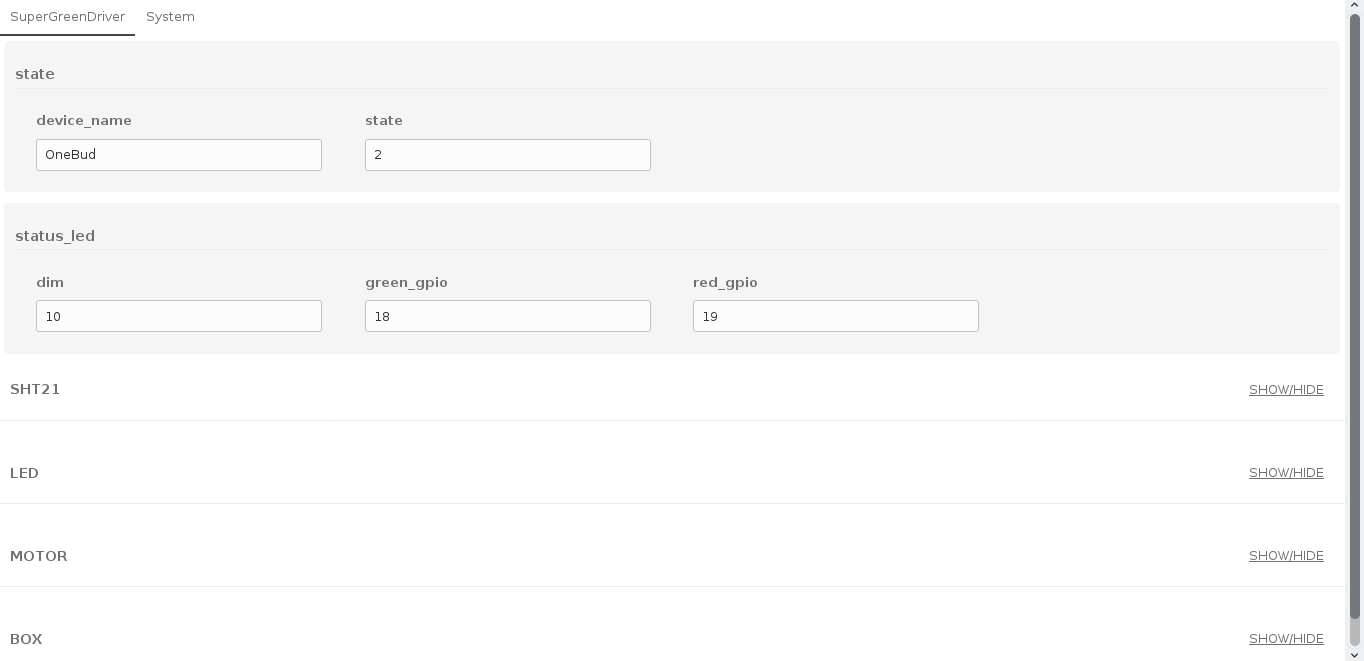 SuperGreenDriver System
state
device_name state
OneBud 2
status_led
dim green_gpio red_gpio
10 18 19
SHT21 SHOW/HIDE
LED SHOW/HIDE
MOTOR SHOW/HIDE
BOX SHOW/HIDE